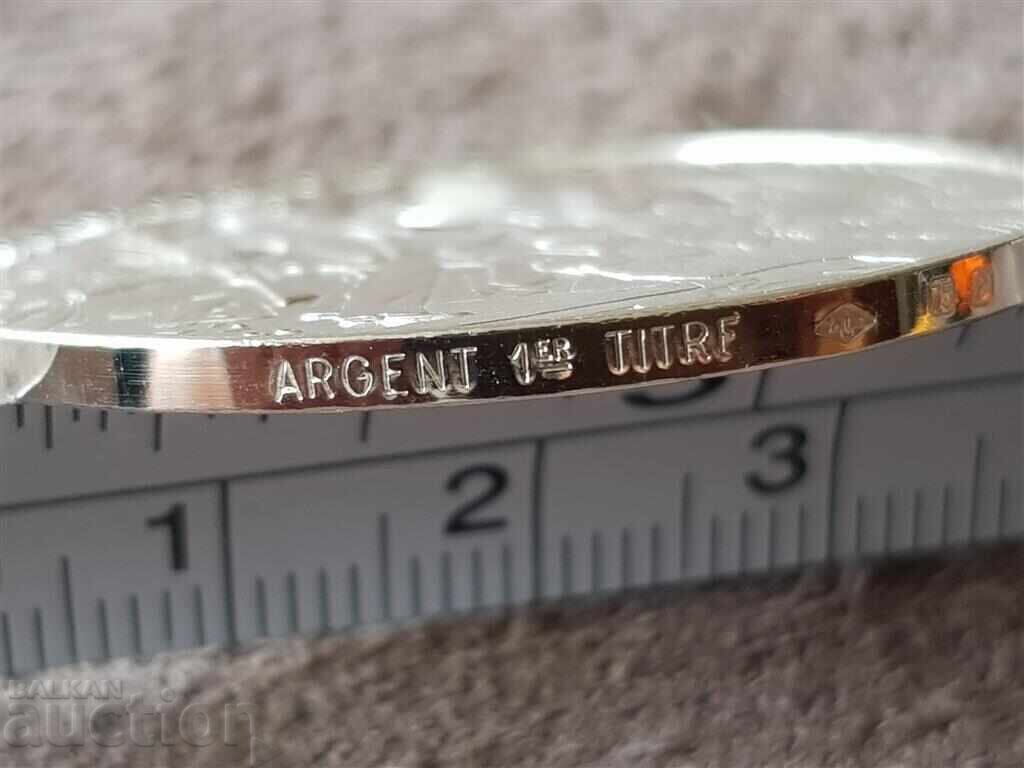 ARGENT 1ER TITRE
1 2 3
BALKAN
auction